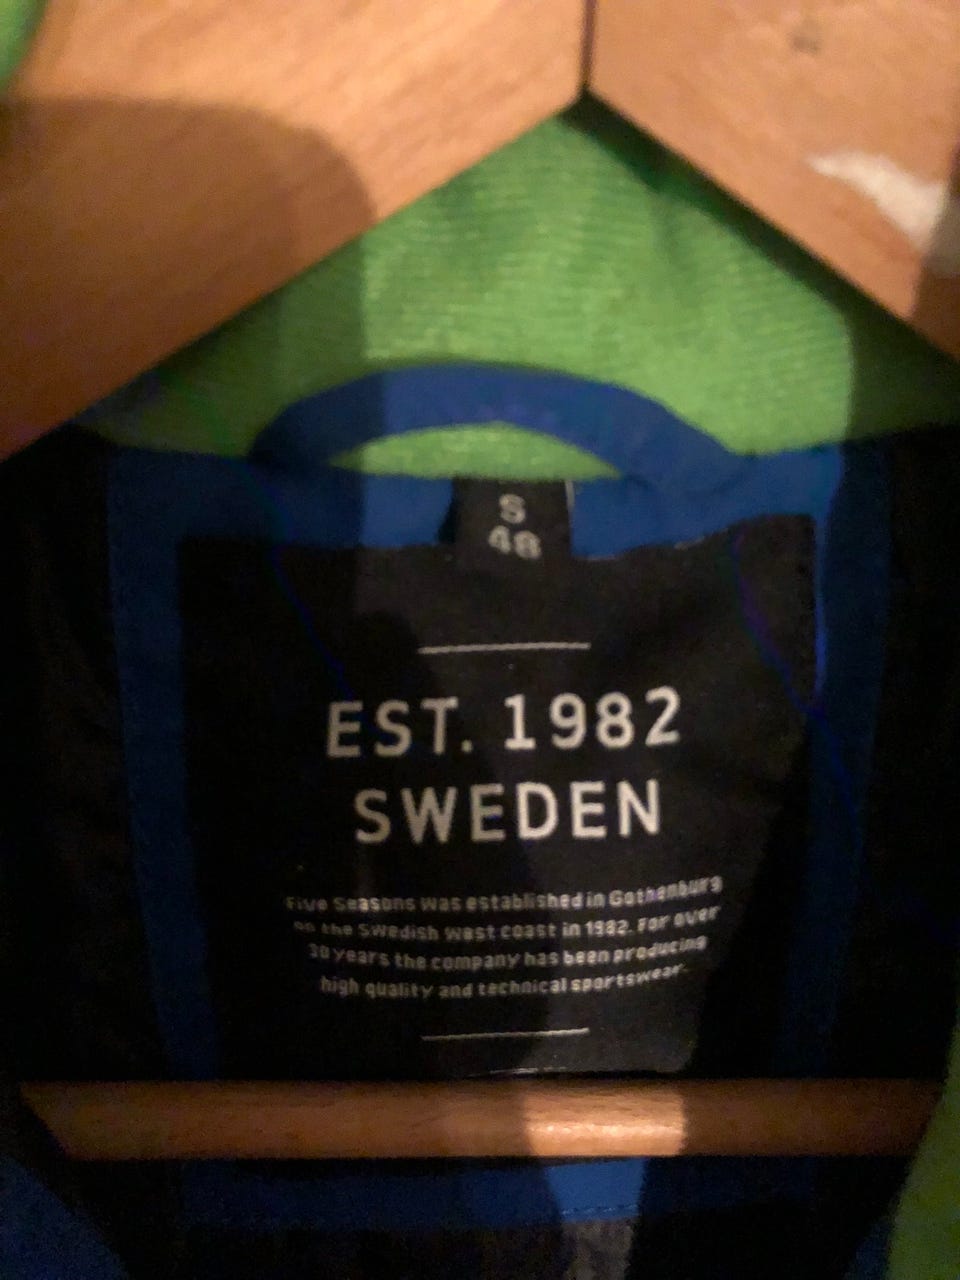 S
48
EST. 1982
SWEDEN
Five Seasons was established in Gothenburg
on the Swedish west coast in 1982. For over
30 years the company has been producing
high quality and technical sportswear.